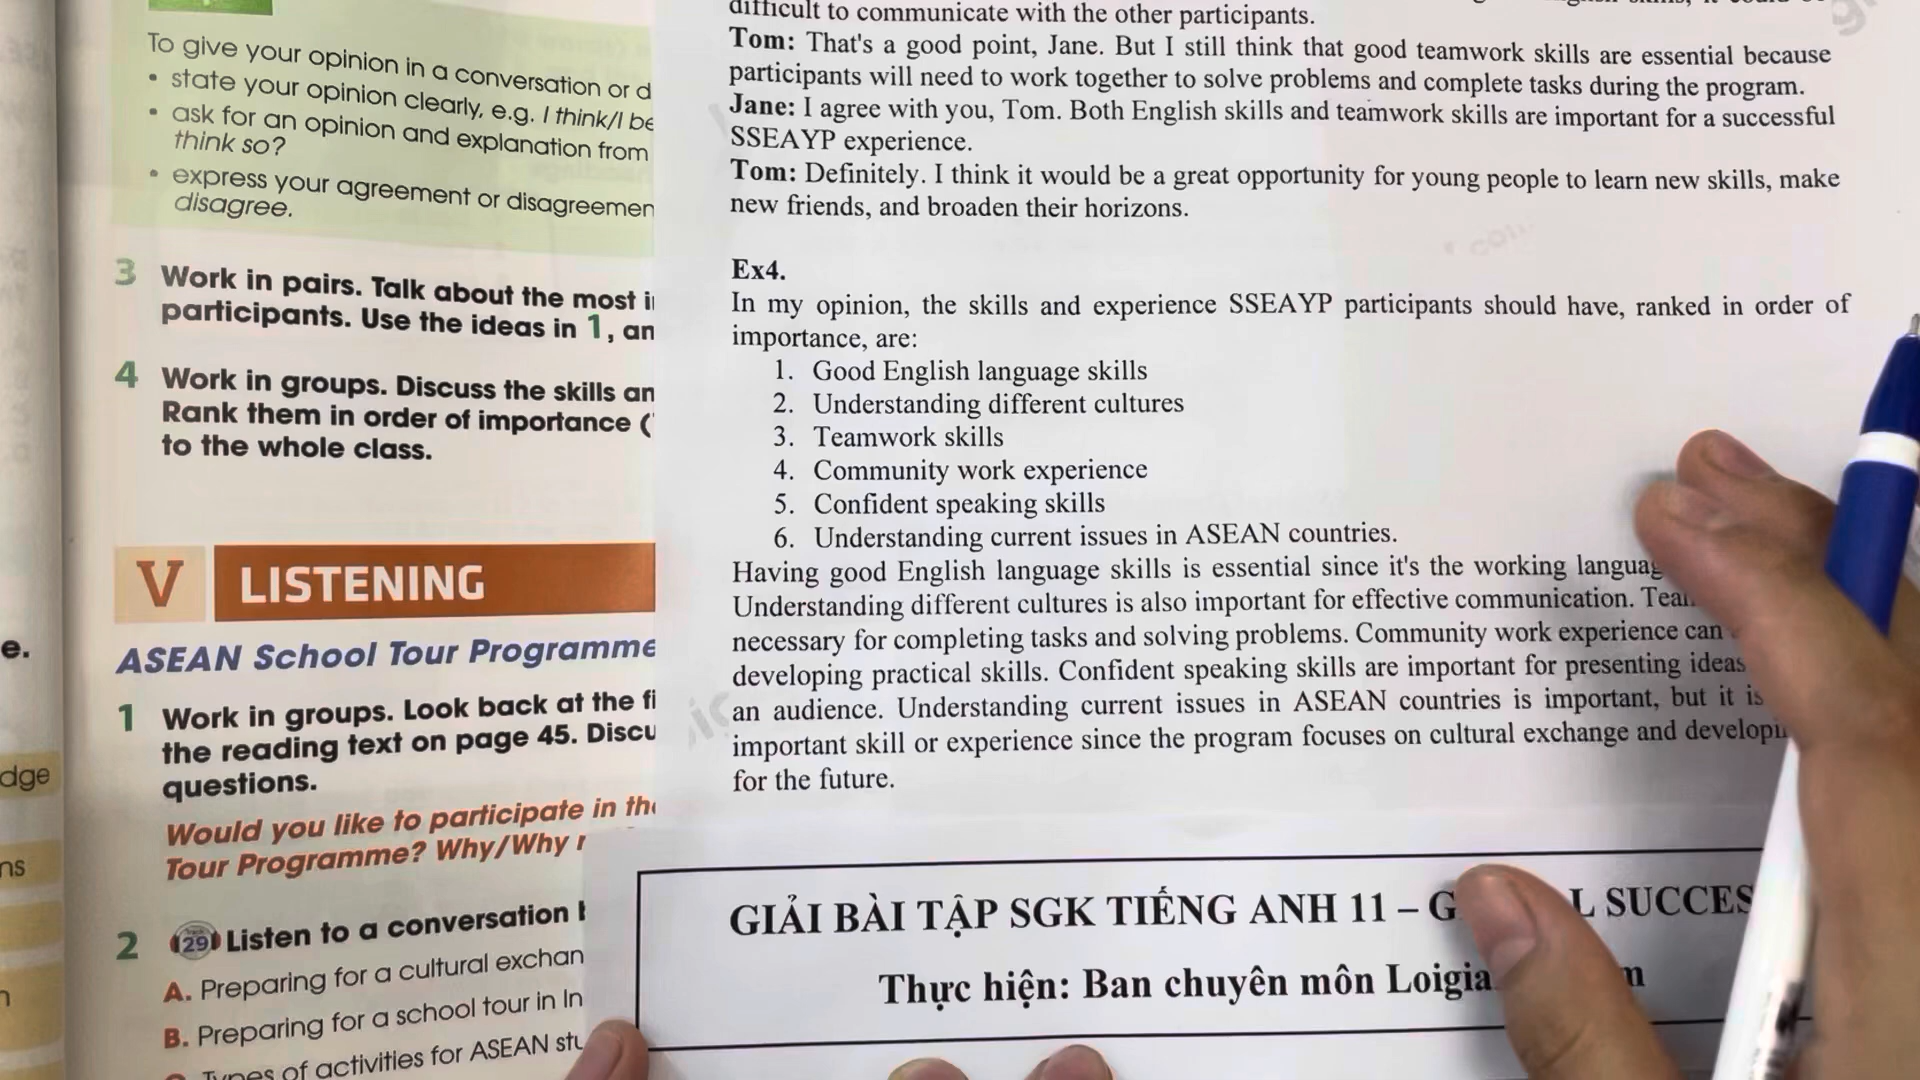 To give your opinion in a conversation or d
• state your opinion clearly, e.g. I think/I be
• ask for an opinion and explanation from
think so?
• express your agreement or disagreemen
disagree.
3 Work in pairs. Talk about the most i
participants. Use the ideas in 1, an
4 Work in groups. Discuss the skills an
Rank them in order of importance (
to the whole class.
V LISTENING
ASEAN School Tour Programme
1 Work in groups. Look back at the fi
the reading text on page 45. Discu
questions.
Would you like to participate in the
Tour Programme? Why/Why n
2 29 Listen to a conversation
A. Preparing for a cultural exchan
B. Preparing for a school tour in In
Types of activities for ASEAN stu
e.
dge
ns
difficult to communicate with the other participants.
Tom: That's a good point, Jane. But I still think that good teamwork skills are essential because
participants will need to work together to solve problems and complete tasks during the program.
Jane: I agree with you, Tom. Both English skills and teamwork skills are important for a successful
SSEAYP experience.
Tom: Definitely. I think it would be a great opportunity for young people to learn new skills, make
new friends, and broaden their horizons.
Ex4.
In my opinion, the skills and experience SSEAYP participants should have, ranked in order of
importance, are:
1. Good English language skills
2. Understanding different cultures
3. Teamwork skills
4. Community work experience
5. Confident speaking skills
6. Understanding current issues in ASEAN countries.
Having good English language skills is essential since it's the working languag
Understanding different cultures is also important for effective communication. Tea
necessary for completing tasks and solving problems. Community work experience can
developing practical skills. Confident speaking skills are important for presenting ideas
an audience. Understanding current issues in ASEAN countries is important, but it is
important skill or experience since the program focuses on cultural exchange and developi
for the future.
GIẢI BÀI TẬP SGK TIẾNG ANH 11 – G L SUCCES
Thực hiện: Ban chuyên môn Loigia m